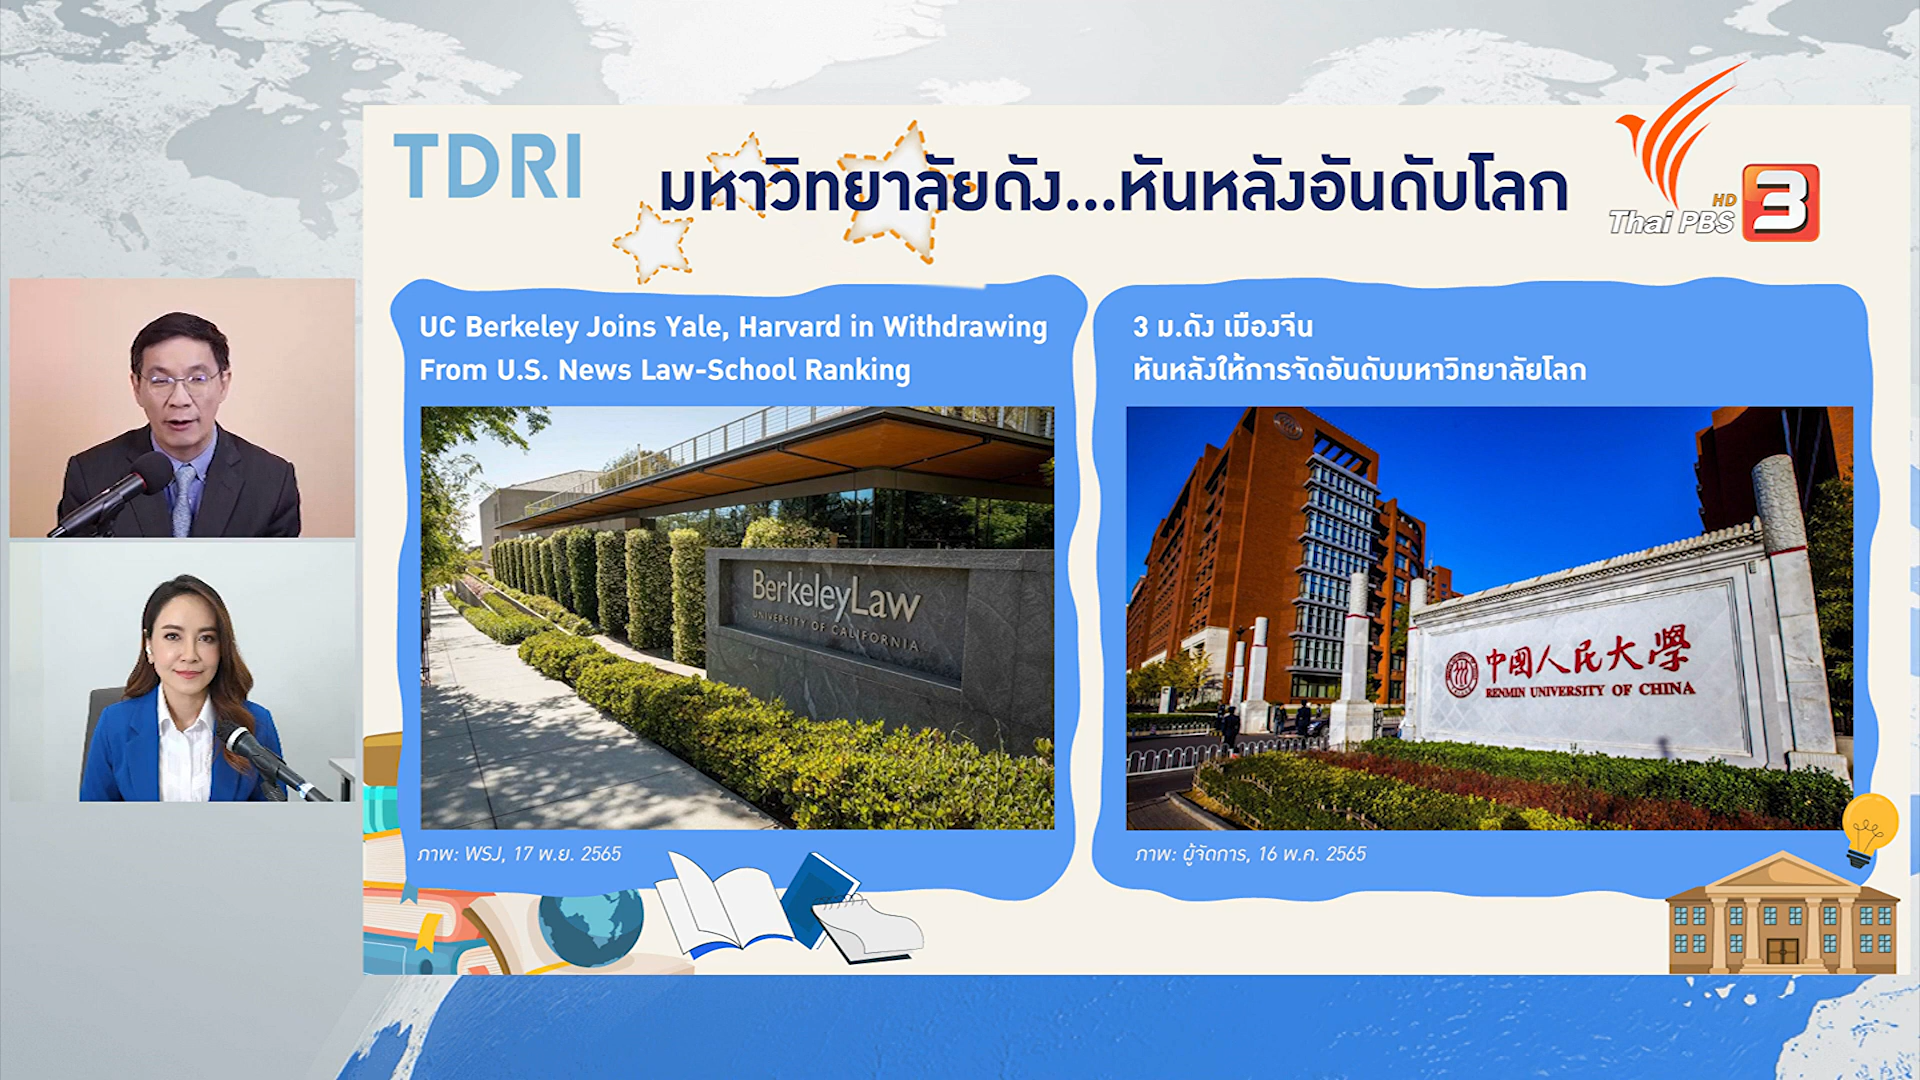 TDRI
มหาวิทยาลัยดัง...หันหลังอันดับโลก
HD
Thai PBS
3
UC Berkeley Joins Yale, Harvard in Withdrawing
From U.S. News Law-School Ranking
BerkeleyLaw
UNIVERSITY OF CALIFORNIA
ภาพ: WSJ, 17 พ.ย. 2565
3 ม.ดัง เมืองจีน
หันหลังให้การจัดอันดับมหาวิทยาลัยโลก
中國人民大學
RENMIN UNIVERSITY OF CHINA
ภาพ: ผู้จัดการ, 16 พ.ค. 2565